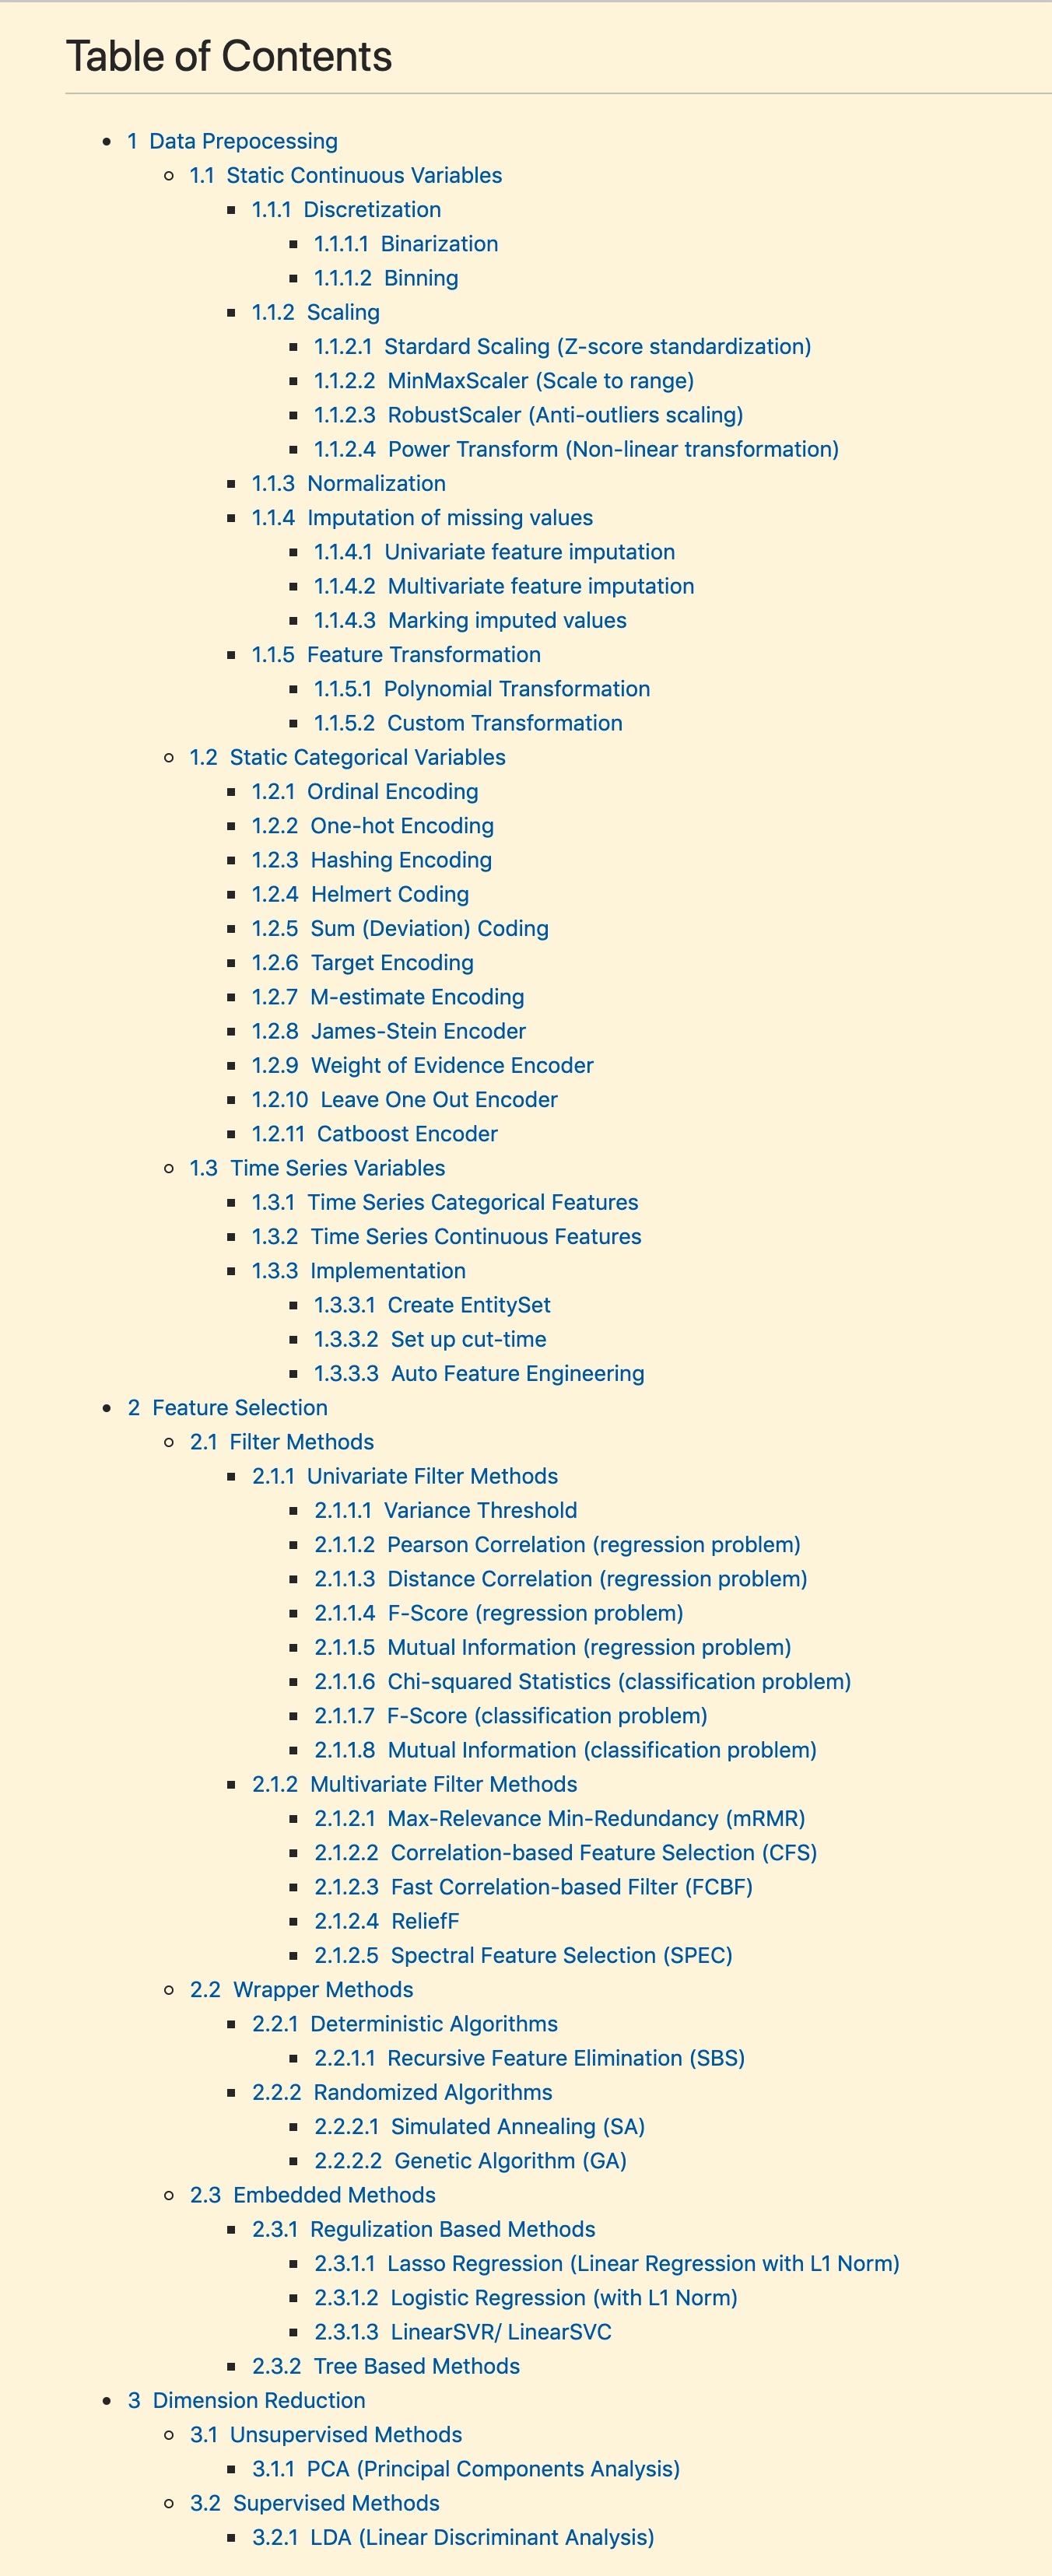 Table of Contents
1 Data Prepocessing
1.1 Static Continuous Variables
1.1.1 Discretization
1.1.1.1 Binarization
1.1.1.2 Binning
1.1.2 Scaling
1.1.2.1 Stardard Scaling (Z-score standardization)
1.1.2.2 MinMaxScaler (Scale to range)
1.1.2.3 RobustScaler (Anti-outliers scaling)
1.1.2.4 Power Transform (Non-linear transformation)
1.1.3 Normalization
1.1.4 Imputation of missing values
1.1.4.1 Univariate feature imputation
1.1.4.2 Multivariate feature imputation
1.1.4.3 Marking imputed values
1.1.5 Feature Transformation
1.1.5.1 Polynomial Transformation
1.1.5.2 Custom Transformation
1.2 Static Categorical Variables
1.2.1 Ordinal Encoding
1.2.2 One-hot Encoding
1.2.3 Hashing Encoding
1.2.4 Helmert Coding
1.2.5 Sum (Deviation) Coding
1.2.6 Target Encoding
1.2.7 M-estimate Encoding
1.2.8 James-Stein Encoder
1.2.9 Weight of Evidence Encoder
1.2.10 Leave One Out Encoder
1.2.11 Catboost Encoder
1.3 Time Series Variables
1.3.1 Time Series Categorical Features
1.3.2 Time Series Continuous Features
1.3.3 Implementation
1.3.3.1 Create EntitySet
1.3.3.2 Set up cut-time
1.3.3.3 Auto Feature Engineering
2 Feature Selection
2.1 Filter Methods
2.1.1 Univariate Filter Methods
2.1.1.1 Variance Threshold
2.1.1.2 Pearson Correlation (regression problem)
2.1.1.3 Distance Correlation (regression problem)
2.1.1.4 F-Score (regression problem)
2.1.1.5 Mutual Information (regression problem)
2.1.1.6 Chi-squared Statistics (classification problem)
2.1.1.7 F-Score (classification problem)
2.1.1.8 Mutual Information (classification problem)
2.1.2 Multivariate Filter Methods
2.1.2.1 Max-Relevance Min-Redundancy (mRMR)
2.1.2.2 Correlation-based Feature Selection (CFS)
2.1.2.3 Fast Correlation-based Filter (FCBF)
2.1.2.4 ReliefF
2.1.2.5 Spectral Feature Selection (SPEC)
2.2 Wrapper Methods
2.2.1 Deterministic Algorithms
2.2.1.1 Recursive Feature Elimination (SBS)
2.2.2 Randomized Algorithms
2.2.2.1 Simulated Annealing (SA)
2.2.2.2 Genetic Algorithm (GA)
2.3 Embedded Methods
2.3.1 Regulization Based Methods
2.3.1.1 Lasso Regression (Linear Regression with L1 Norm)
2.3.1.2 Logistic Regression (with L1 Norm)
2.3.1.3 LinearSVR/ LinearSVC
2.3.2 Tree Based Methods
3 Dimension Reduction
3.1 Unsupervised Methods
3.1.1 PCA (Principal Components Analysis)
3.2 Supervised Methods
3.2.1 LDA (Linear Discriminant Analysis)